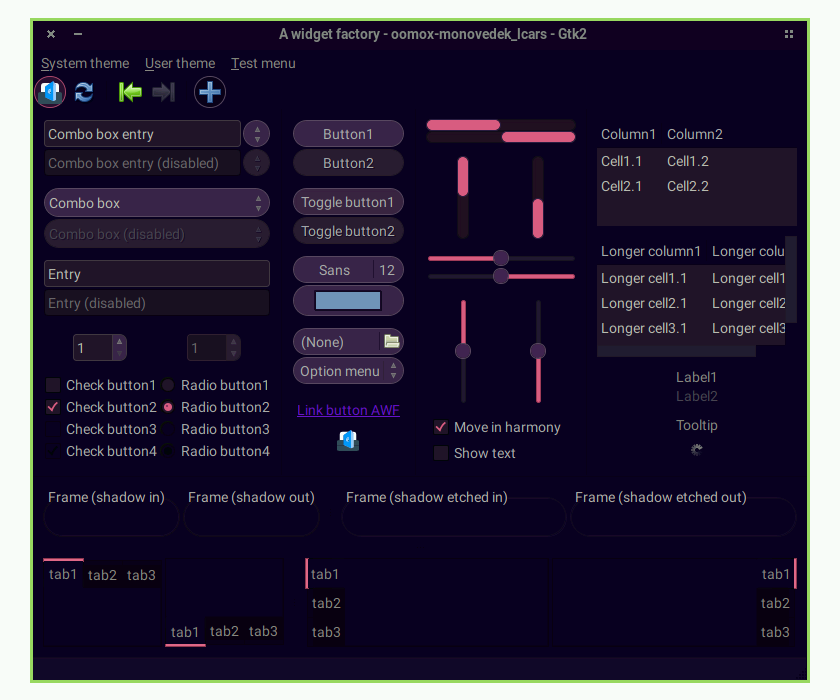 A widget factory - oomox-monovedek_lcars - Gtk2
System theme User theme Test menu
Combo box entry
Combo box entry (disabled)
Combo box
Combo box (disabled)
Entry
Entry (disabled)
1 1
Check button1 Radio button1
Check button2 Radio button2
Check button3 Radio button3
Check button4 Radio button4
Button1
Button2
Toggle button1
Toggle button2
Sans 12
(None)
Option menu
Link button AWF
Move in harmony
Show text
Column1 Column2
Cell1.1 Cell1.2
Cell2.1 Cell2.2
Longer column1 Longer colu
Longer cell1.1 Longer cell1
Longer cell2.1 Longer cell2
Longer cell3.1 Longer cell3
Label1
Label2
Tooltip
Frame (shadow in) Frame (shadow out) Frame (shadow etched in) Frame (shadow etched out)
tab1 tab2 tab3
tab1 tab2 tab3
tab1
tab2
tab3
tab1
tab2
tab3